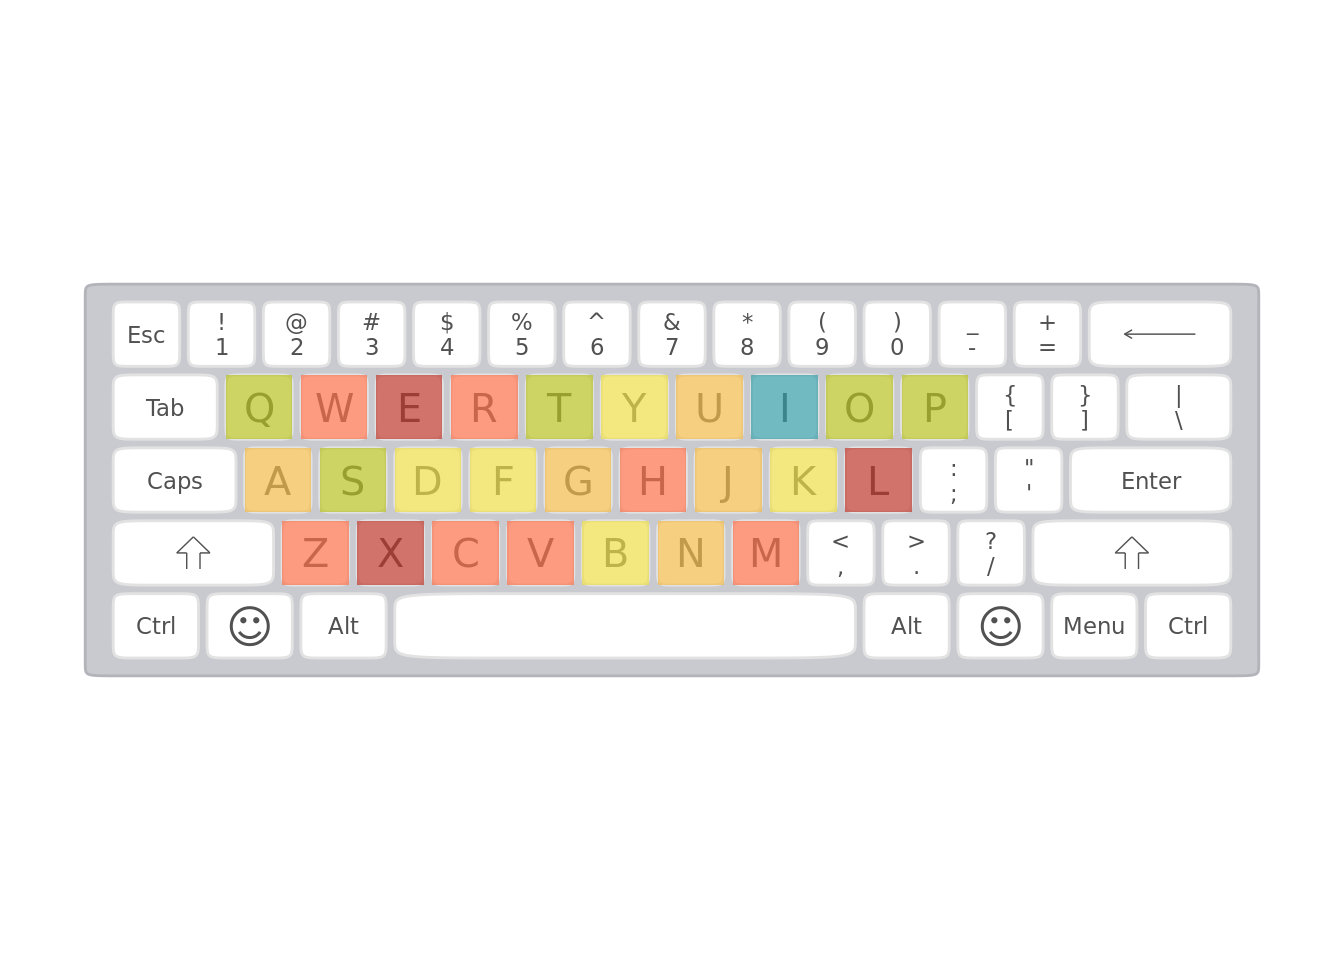 Esc ! @ # $ % ^ & * ( ) _ +
1 2 3 4 5 6 7 8 9 0 - =
Tab Q W E R T Y U I O P { } |
[ ] \
Caps A S D F G H J K L : " Enter
; '
Z X C V B N M < > ?
, . /
Ctrl Alt Alt Menu Ctrl